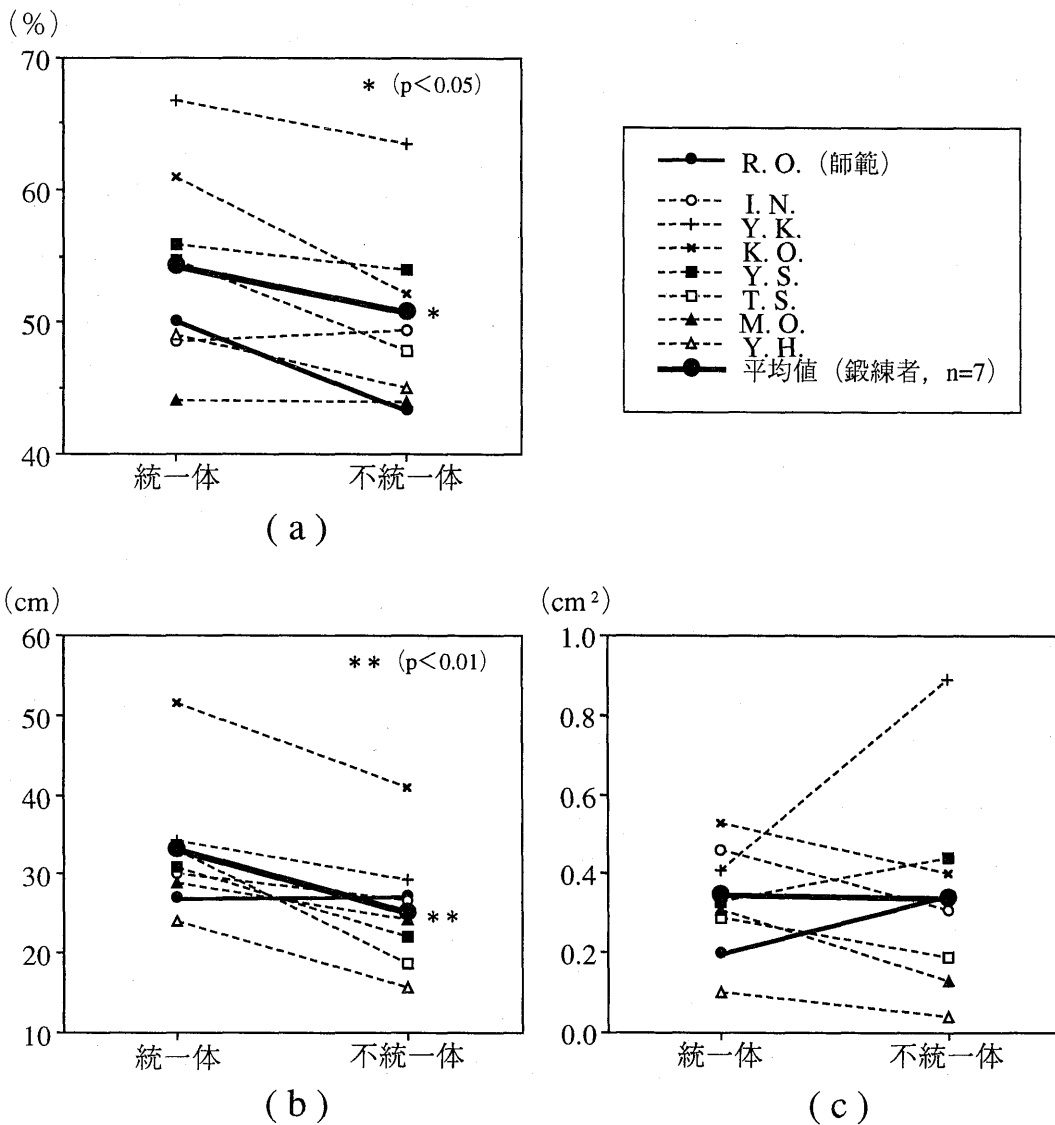 (%)
70
60
50
40
* (p<0.05)
*
統一体
不統一体
(a)
R. O. (師範)
I. N.
Y. K.
K. O.
Y. S.
T. S.
M. O.
Y. H.
平均値 (鍛練者, n=7)
(cm)
60
50
40
30
20
10
** (p<0.01)
**
統一体
不統一体
(b)
(cm²)
1.0
0.8
0.6
0.4
0.2
0.0
統一体
不統一体
(c)